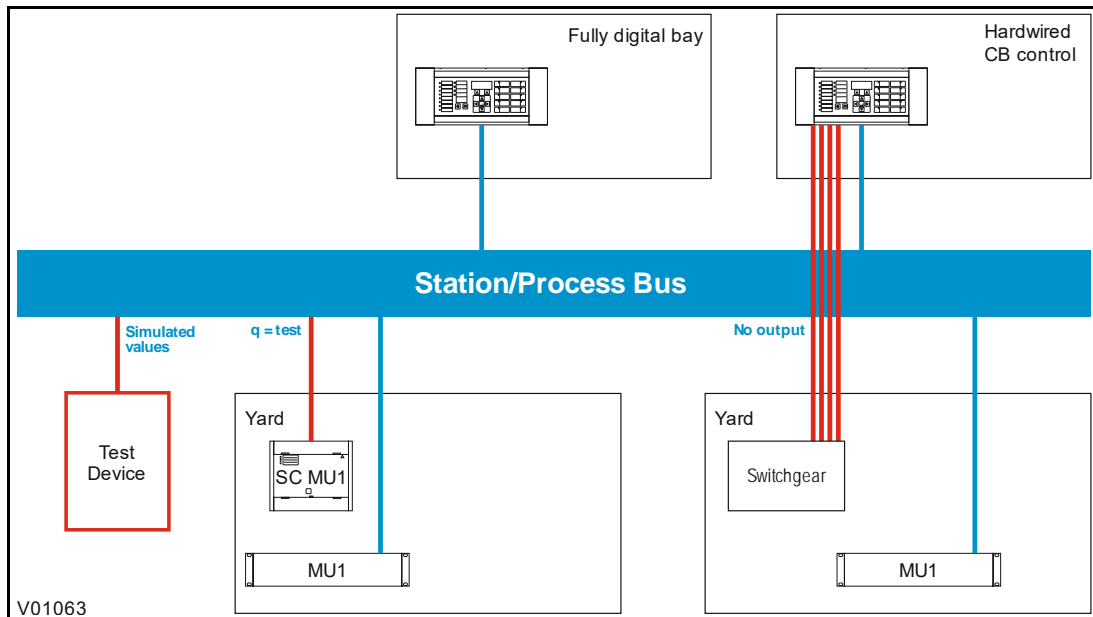 Fully digital bay
Hardwired
CB control
Station/Process Bus
Simulated
values
q = test
No output
Test
Device
Yard
SC MU1
MU1
Yard
Switchgear
MU1
V01063